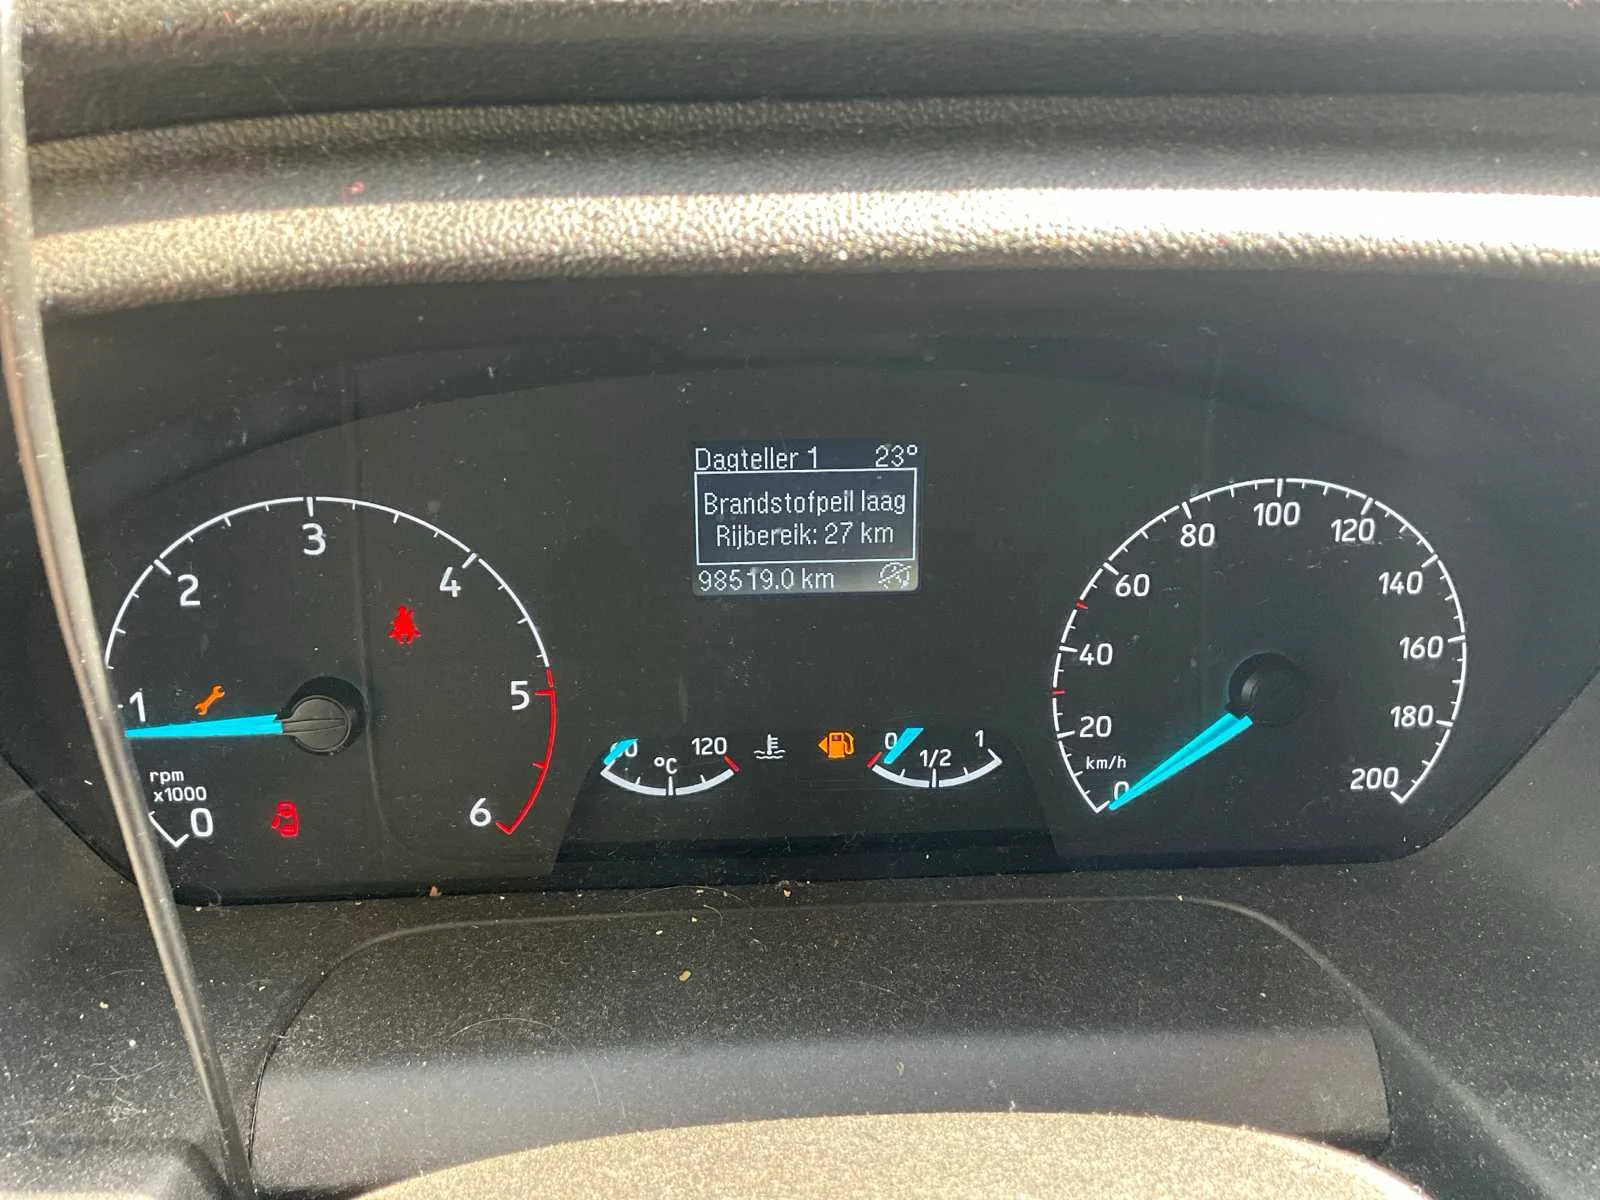 Dagteller 1 23°
Brandstofpeil laag
Rijbereik: 27 km
98519.0 km
0
1
2
3
4
5
6
rpm
x1000
60 120
°C
0 1/2 1
0
20
40
60
80
100
120
140
160
180
200
km/h